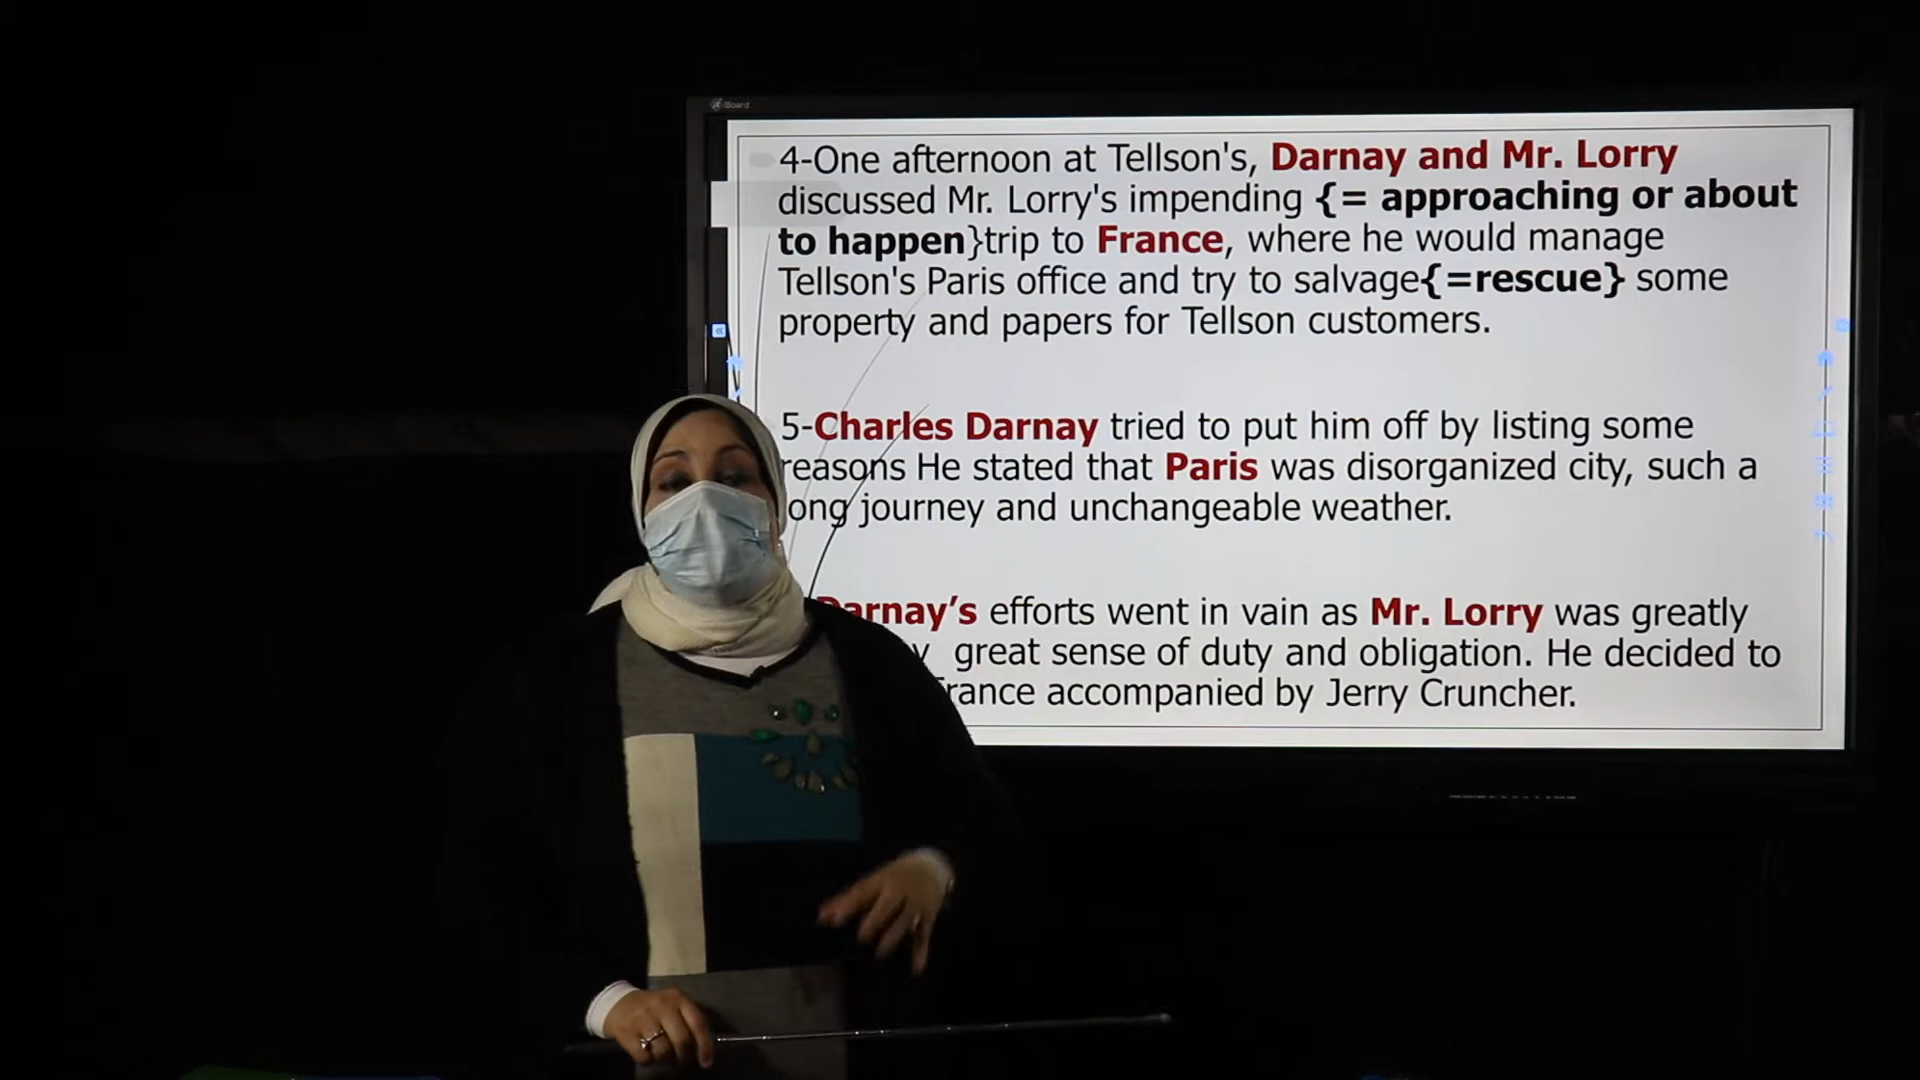 iBoard
4-One afternoon at Tellson's, Darnay and Mr. Lorry
discussed Mr. Lorry's impending {= approaching or about
to happen}trip to France, where he would manage
Tellson's Paris office and try to salvage{=rescue} some
property and papers for Tellson customers.
5-Charles Darnay tried to put him off by listing some
reasons He stated that Paris was disorganized city, such a
ong journey and unchangeable weather.
Darnay’s efforts went in vain as Mr. Lorry was greatly
great sense of duty and obligation. He decided to
rance accompanied by Jerry Cruncher.